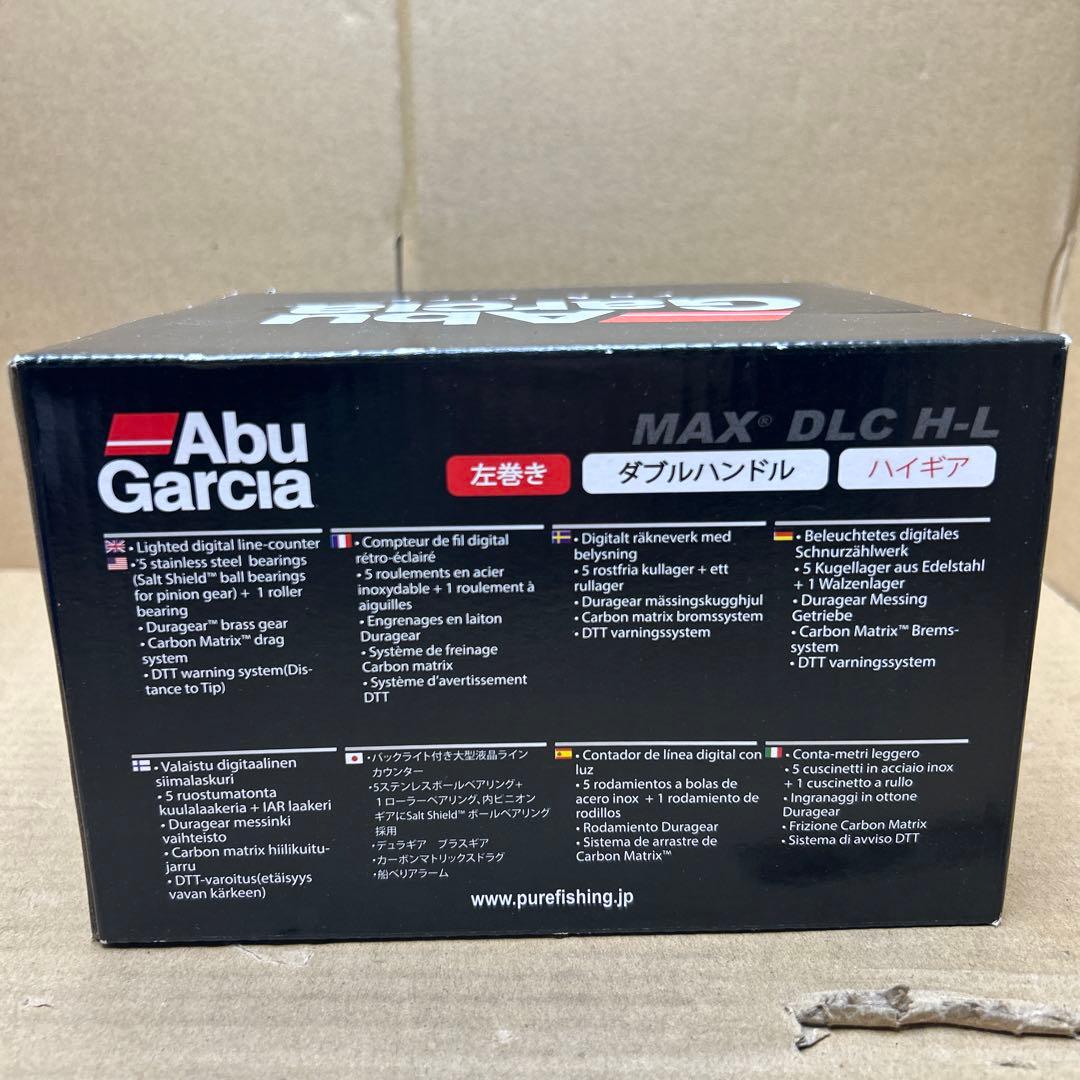 Abu
Garcia
Abu
Garcia
MAX® DLC H-L
左巻き
ダブルハンドル
ハイギア
• Lighted digital line-counter
• *5 stainless steel bearings
(Salt Shield™ ball bearings
for pinion gear) + 1 roller
bearing
• Duragear™ brass gear
• Carbon Matrix™ drag
system
• DTT warning system(Dis-
tance to Tip)
• Compteur de fil digital
rétro-éclairé
• 5 roulements en acier
inoxydable + 1 roulement à
aiguilles
• Engrenages en laiton
Duragear
• Système de freinage
Carbon matrix
• Système d'avertissement
DTT
• Digitalt räkneverk med
belysning
• 5 rostfria kullager + ett
rullager
• Duragear mässingskugghjul
• Carbon matrix bromssystem
• DTT varningssystem
• Beleuchtetes digitales
Schnurzählwerk
• 5 Kugellager aus Edelstahl
+ 1 Walzenlager
• Duragear Messing
Getriebe
• Carbon Matrix™ Brems-
system
• DTT varningssystem
• Valaistu digitaalinen
siimalaskuri
• 5 ruostumatonta
kuulalaakeria + IAR laakeri
• Duragear messinki
vaihteisto
• Carbon matrix hiilikuitu-
jarru
• DTT-varoitus(etäisyys
vavan kärkeen)
・バックライト付き大型液晶ライン
カウンター
・5ステンレスボールベアリング+
1ローラーベアリング、内ピニオン
ギアにSalt Shield™ ボールベアリング
採用
・デュラギア ブラスギア
・カーボンマトリックスドラグ
・船べりアラーム
• Contador de línea digital con
luz
• 5 rodamientos a bolas de
acero inox + 1 rodamiento de
rodillos
• Rodamiento Duragear
• Sistema de arrastre de
Carbon Matrix™
• Conta-metri leggero
• 5 cuscinetti in acciaio inox
+ 1 cuscinetto a rullo
• Ingranaggi in ottone
Duragear
• Frizione Carbon Matrix
• Sistema di avviso DTT
www.purefishing.jp